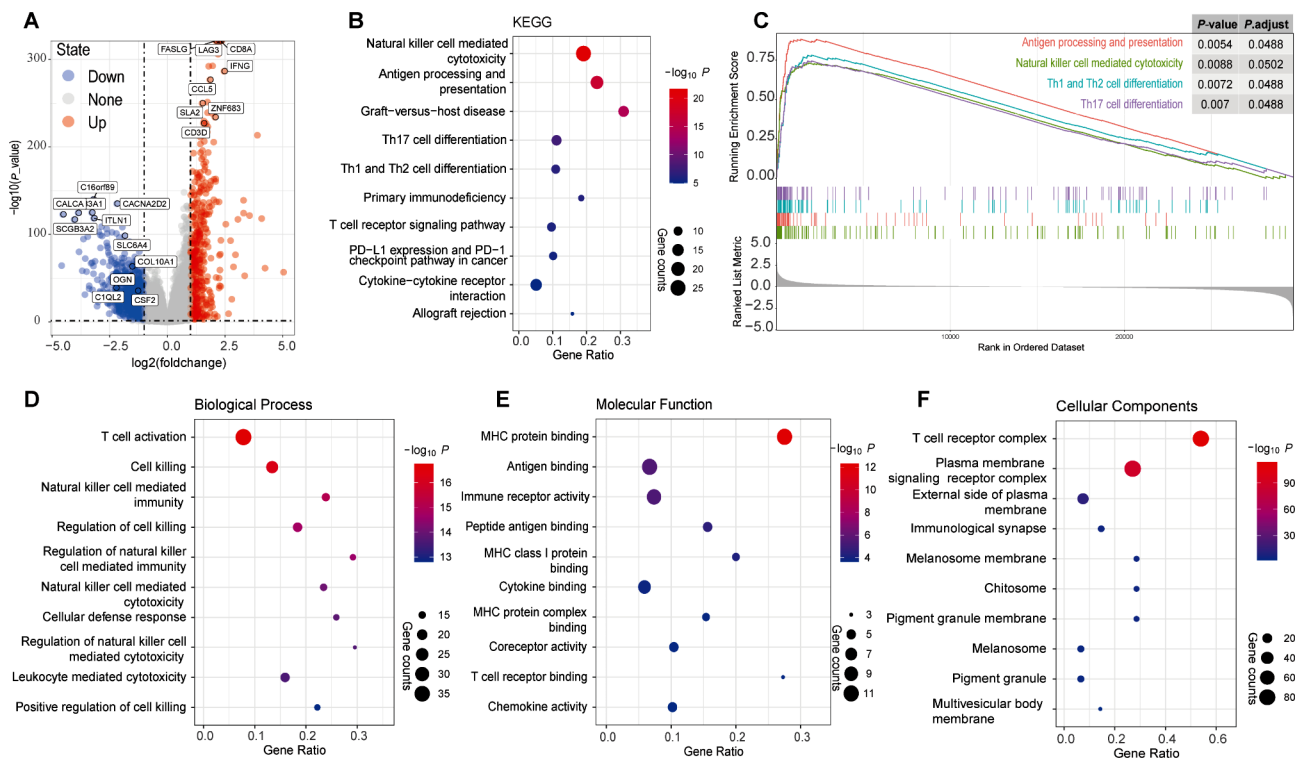 A
State
Down
None
Up
FASLG
LAG3
CD8A
IFNG
CCL5
SLA2
ZNF683
CD3D
C16orf89
CALCA
I3A1
CACNA2D2
ITLN1
SCGB3A2
SLC6A4
COL10A1
OGN
C1QL2
CSF2
300
200
100
0
-log10(P_value)
−5.0
−2.5
0.0
2.5
5.0
log2(foldchange)
B
KEGG
Natural killer cell mediated
cytotoxicity
Antigen processing and
presentation
Graft−versus−host disease
Th17 cell differentiation
Th1 and Th2 cell differentiation
Primary immunodeficiency
T cell receptor signaling pathway
PD−L1 expression and PD−1
checkpoint pathway in cancer
Cytokine−cytokine receptor
interaction
Allograft rejection
0.0 0.1 0.2 0.3
Gene Ratio
−log10 P
20
15
10
5
Gene counts
10
15
20
25
C
P-value P.adjust
Antigen processing and presentation 0.0054 0.0488
Natural killer cell mediated cytotoxicity 0.0088 0.0502
Th1 and Th2 cell differentiation 0.0072 0.0488
Th17 cell differentiation 0.007 0.0488
Running Enrichment Score
0.75
0.50
0.25
0.00
Ranked List Metric
5.0
2.5
0.0
−2.5
−5.0
10000
20000
Rank in Ordered Dataset
D
Biological Process
T cell activation
Cell killing
Natural killer cell mediated
immunity
Regulation of cell killing
Regulation of natural killer
cell mediated immunity
Natural killer cell mediated
cytotoxicity
Cellular defense response
Regulation of natural killer cell
mediated cytotoxicity
Leukocyte mediated cytotoxicity
Positive regulation of cell killing
0.0 0.1 0.2 0.3
Gene Ratio
−log10 P
16
15
14
13
Gene counts
15
20
25
30
35
E
Molecular Function
MHC protein binding
Antigen binding
Immune receptor activity
Peptide antigen binding
MHC class I protein
binding
Cytokine binding
MHC protein complex
binding
Coreceptor activity
T cell receptor binding
Chemokine activity
0.0 0.1 0.2 0.3
Gene Ratio
−log10 P
12
10
8
6
4
Gene counts
3
5
7
9
11
F
Cellular Components
T cell receptor complex
Plasma membrane
signaling receptor complex
External side of plasma
membrane
Immunological synapse
Melanosome membrane
Chitosome
Pigment granule membrane
Melanosome
Pigment granule
Multivesicular body
membrane
0.0 0.2 0.4 0.6
Gene Ratio
−log10 P
90
60
30
Gene counts
20
40
60
80